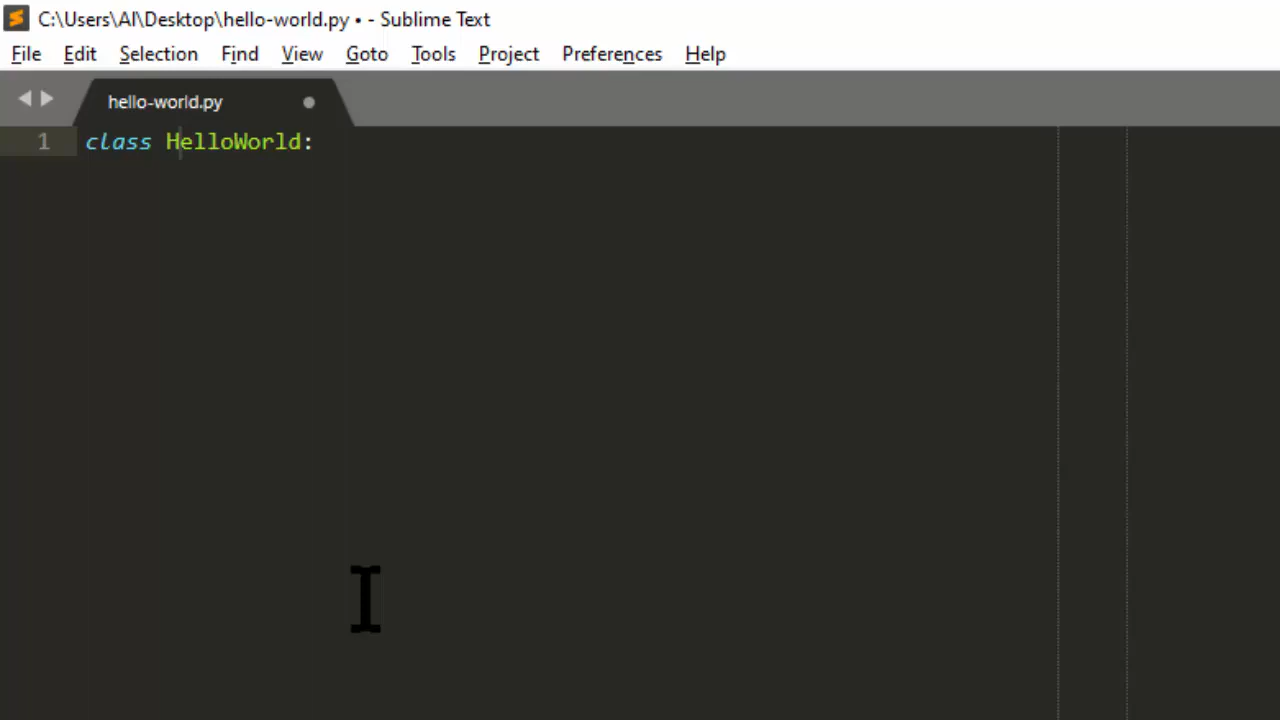 C:\Users\Al\Desktop\hello-world.py • - Sublime Text
File Edit Selection Find View Goto Tools Project Preferences Help
hello-world.py
1 class HelloWorld: